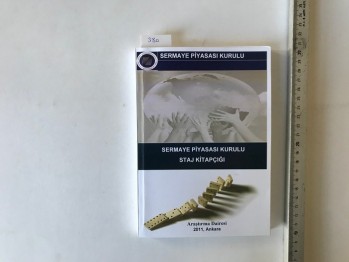 SERMAYE PİYASASI KURULU
SERMAYE PİYASASI KURULU
STAJ KİTAPÇIĞI
Araştırma Dairesi
2011, Ankara